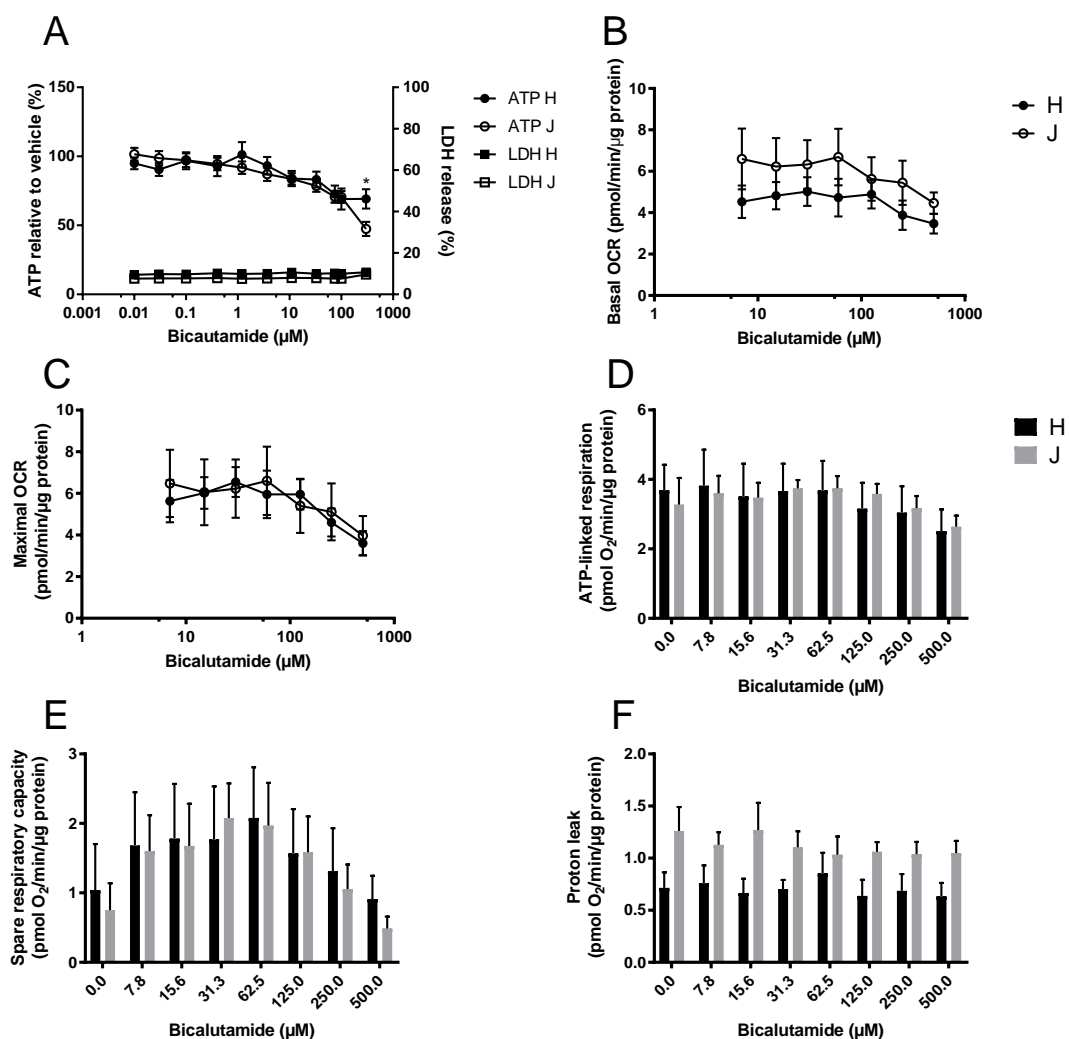 A
ATP relative to vehicle (%)
150
100
50
0
0.001 0.01 0.1 1 10 100 1000
Bicautamide (µM)
100
80
60
40
20
0
LDH release (%)
*
ATP H
ATP J
LDH H
LDH J
B
Basal OCR (pmol/min/µg protein)
10
8
6
4
2
0
1 10 100 1000
Bicalutamide (µM)
H
J
C
Maximal OCR
(pmol/min/µg protein)
10
8
6
4
2
0
1 10 100 1000
Bicalutamide (µM)
D
ATP-linked respiration
(pmol O₂/min/µg protein)
6
4
2
0
0.0 7.8 15.6 31.3 62.5 125.0 250.0 500.0
Bicalutamide (µM)
H
J
E
Spare respiratory capacity
(pmol O₂/min/µg protein)
3
2
1
0
0.0 7.8 15.6 31.3 62.5 125.0 250.0 500.0
Bicalutamide (µM)
F
Proton leak
(pmol O₂/min/µg protein)
2.0
1.5
1.0
0.5
0.0
0.0 7.8 15.6 31.3 62.5 125.0 250.0 500.0
Bicalutamide (µM)